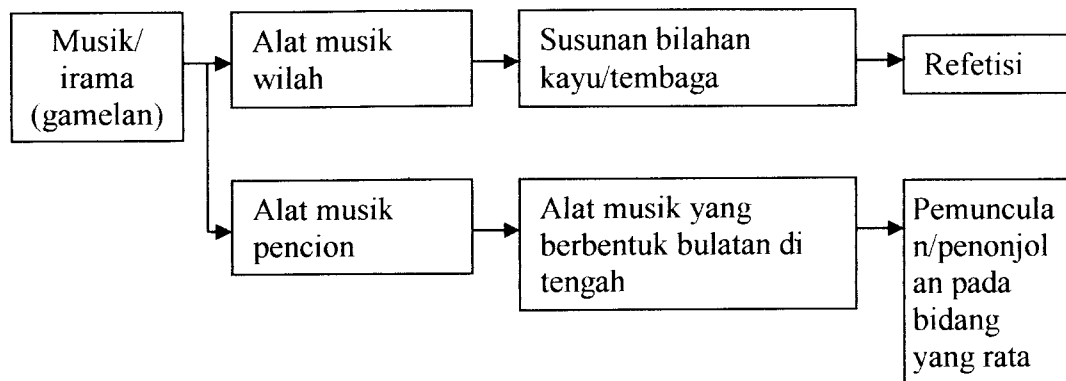 Musik/
irama
(gamelan)
Alat musik
wilah
Susunan bilahan
kayu/tembaga
Refetisi
Alat musik
pencion
Alat musik yang
berbentuk bulatan di
tengah
Pemuncula
n/penonjol
an pada
bidang
yang rata